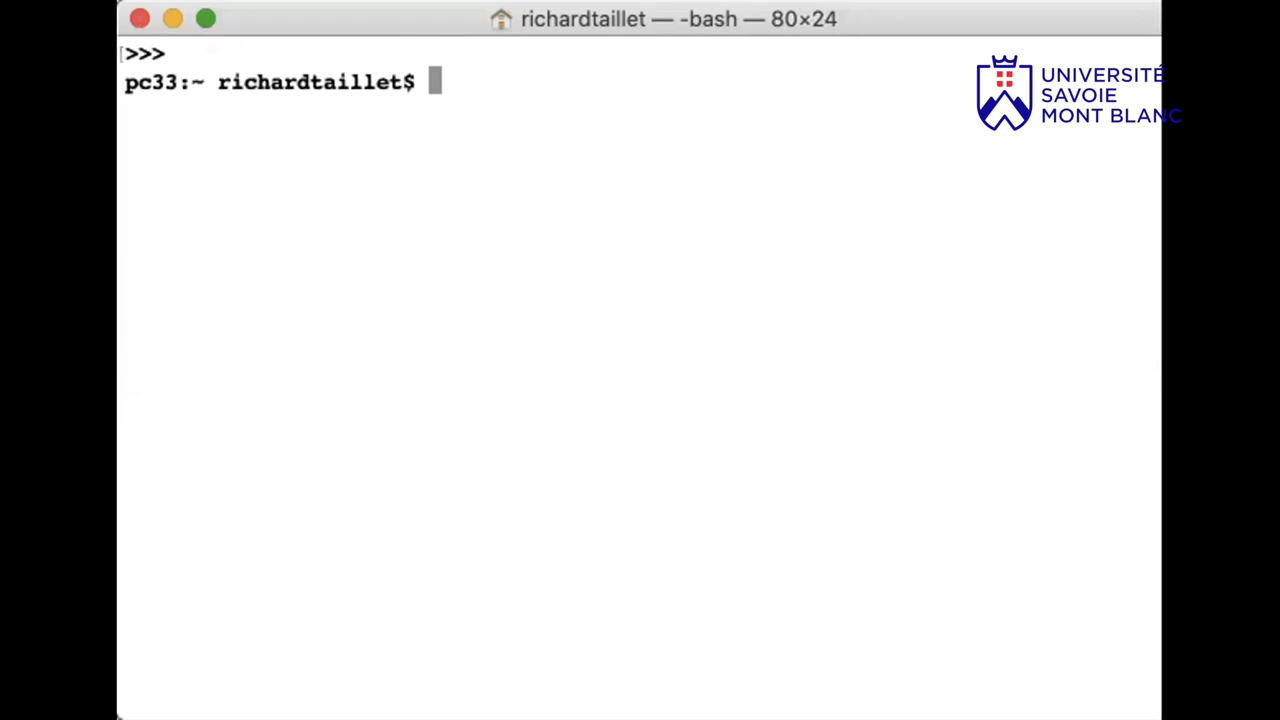 richardtaillet — -bash — 80×24
>>>
pc33:~ richardtaillet$
UNIVERSITÉ
SAVOIE
MONT BLANC